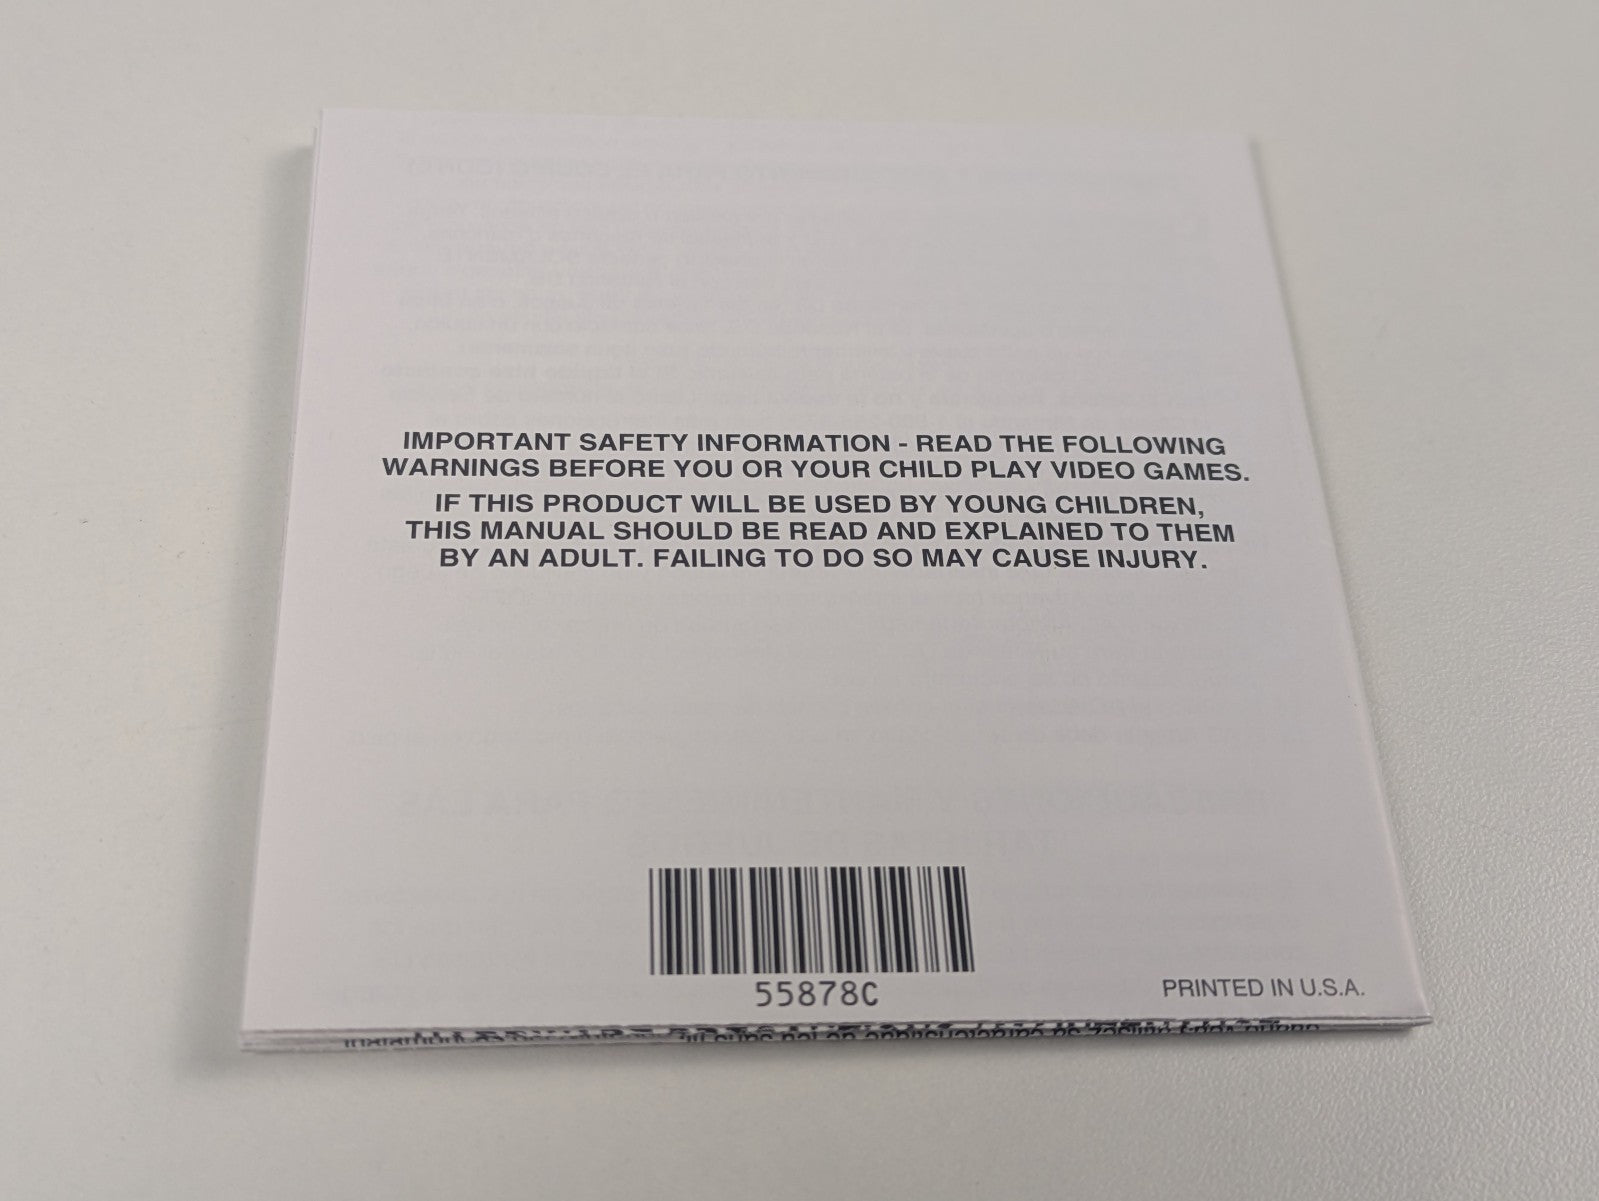 IMPORTANT SAFETY INFORMATION - READ THE FOLLOWING
WARNINGS BEFORE YOU OR YOUR CHILD PLAY VIDEO GAMES.
IF THIS PRODUCT WILL BE USED BY YOUNG CHILDREN,
THIS MANUAL SHOULD BE READ AND EXPLAINED TO THEM
BY AN ADULT. FAILING TO DO SO MAY CAUSE INJURY.
55878C
PRINTED IN U.S.A.